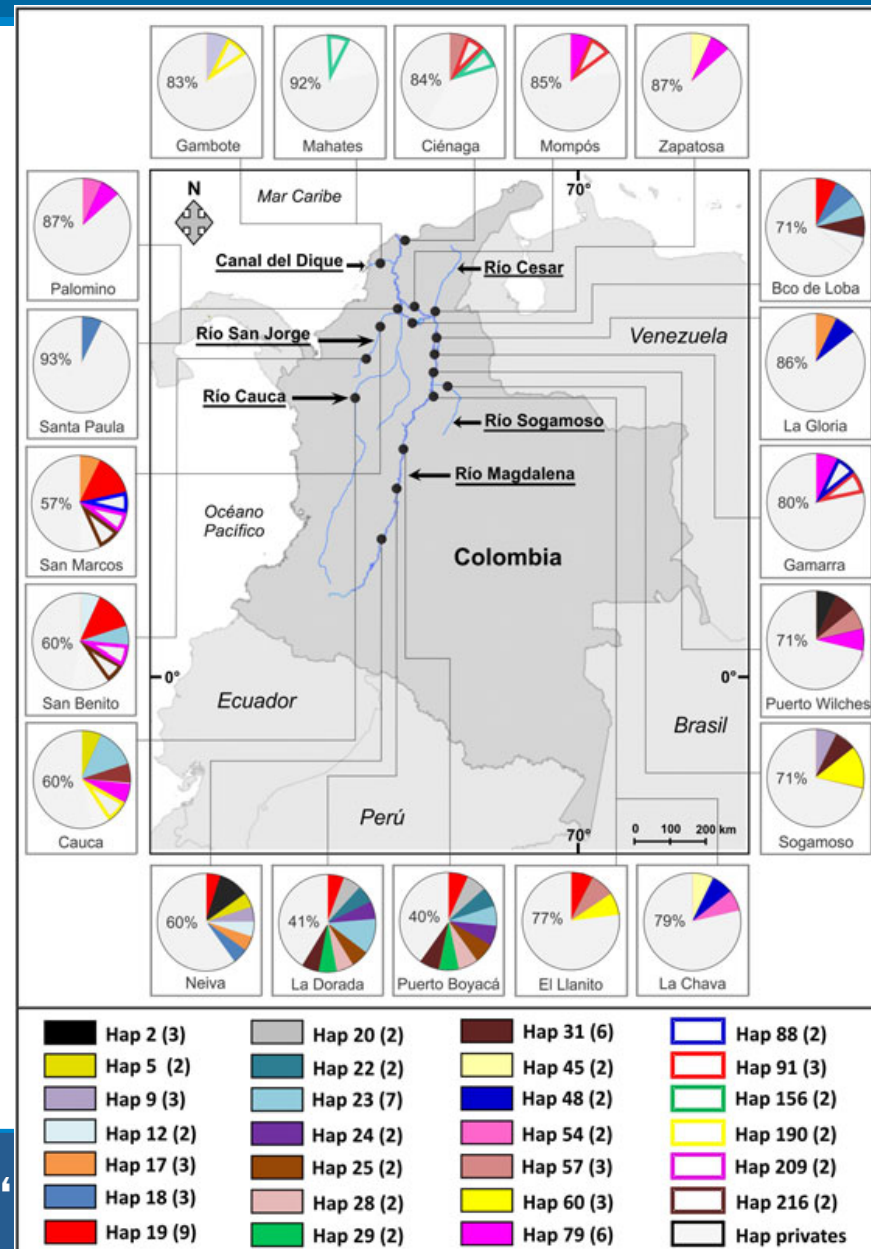 83%
Gambote
92%
Mahates
84%
Ciénaga
85%
Mompós
87%
Zapatosa
87%
Palomino
93%
Santa Paula
57%
San Marcos
60%
San Benito
60%
Cauca
N
Mar Caribe
70°
Canal del Dique
Río Cesar
Río San Jorge
Venezuela
Río Cauca
Río Sogamoso
Río Magdalena
Océano
Pacífico
Colombia
0°
0°
Ecuador
Brasil
Perú
70°
0 100 200 km
71%
Bco de Loba
86%
La Gloria
80%
Gamarra
71%
Puerto Wilches
71%
Sogamoso
60%
Neiva
41%
La Dorada
40%
Puerto Boyacá
77%
El Llanito
79%
La Chava
Hap 2 (3)
Hap 5 (2)
Hap 9 (3)
Hap 12 (2)
Hap 17 (3)
Hap 18 (3)
Hap 19 (9)
Hap 20 (2)
Hap 22 (2)
Hap 23 (7)
Hap 24 (2)
Hap 25 (2)
Hap 28 (2)
Hap 29 (2)
Hap 31 (6)
Hap 45 (2)
Hap 48 (2)
Hap 54 (2)
Hap 57 (3)
Hap 60 (3)
Hap 79 (6)
Hap 88 (2)
Hap 91 (3)
Hap 156 (2)
Hap 190 (2)
Hap 209 (2)
Hap 216 (2)
Hap privates
“